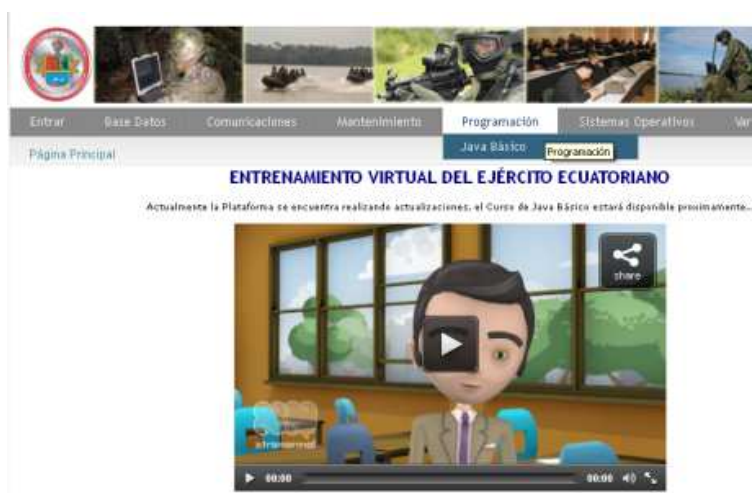 Entrar Base Datos Comunicaciones Mantenimiento Programación Sistemas Operativos Var
Java Básico Programación
Página Principal
ENTRENAMIENTO VIRTUAL DEL EJÉRCITO ECUATORIANO
Actualmente la Plataforma se encuentra realizando actualizaciones, el Curso de Java Básico estará disponible proximamente...
share
xtranormal
00:00 00:00